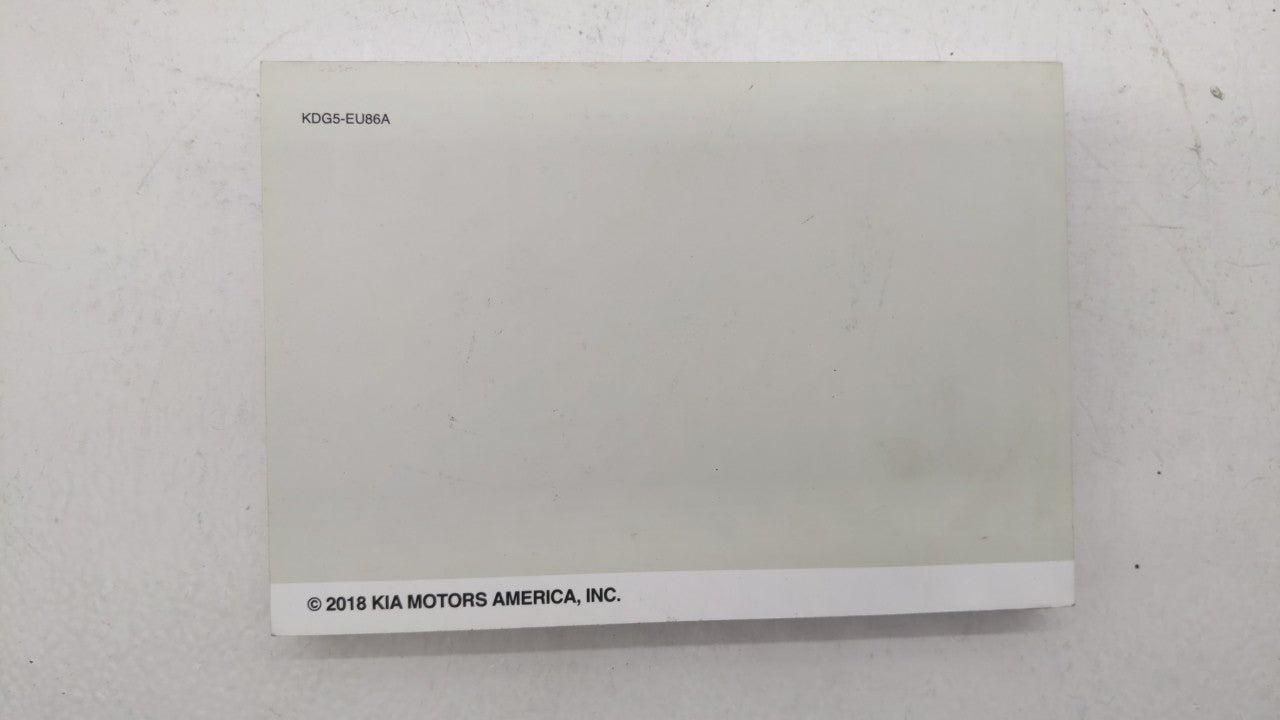 KDG5-EU86A
© 2018 KIA MOTORS AMERICA, INC.